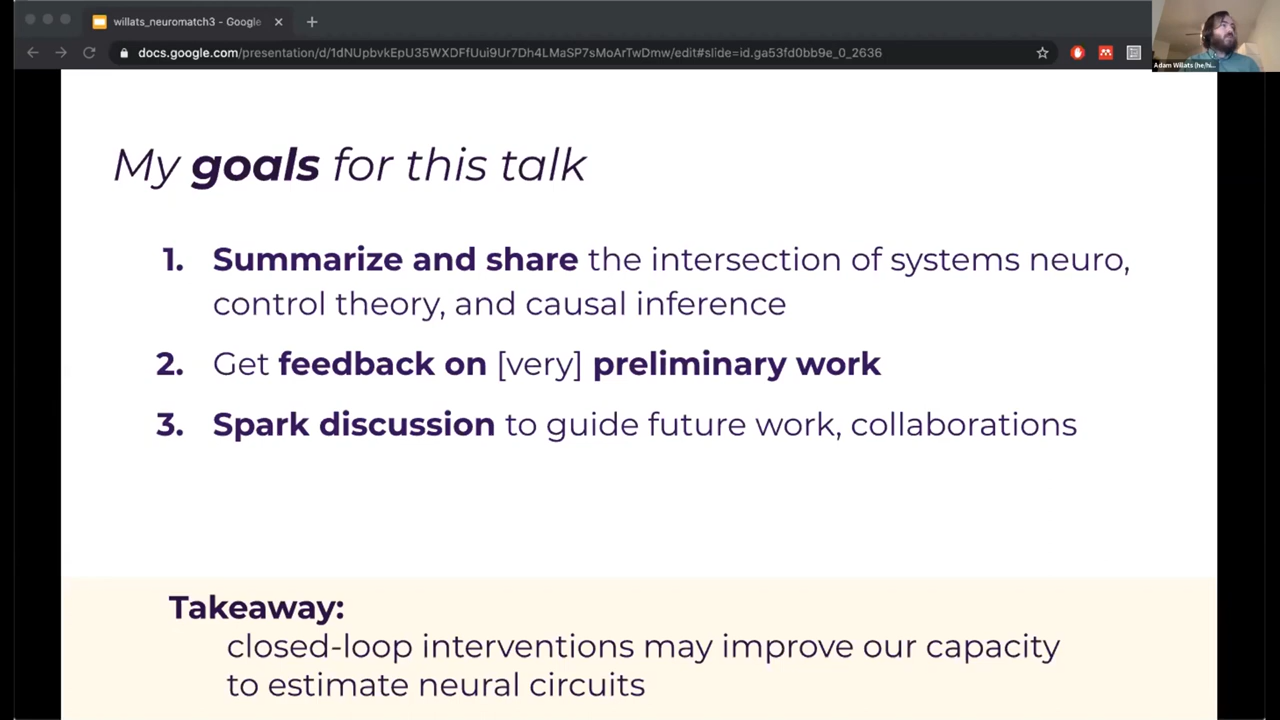 willats_neuromatch3 - Google
docs.google.com/presentation/d/1dNUpbvkEpU35WXDFfUui9Ur7Dh4LMaSP7sMoArTwDmw/edit#slide=id.ga53fd0bb9e_0_2636
Adam Willats (he/hi...
My goals for this talk
1. Summarize and share the intersection of systems neuro,
control theory, and causal inference
2. Get feedback on [very] preliminary work
3. Spark discussion to guide future work, collaborations
Takeaway:
closed-loop interventions may improve our capacity
to estimate neural circuits